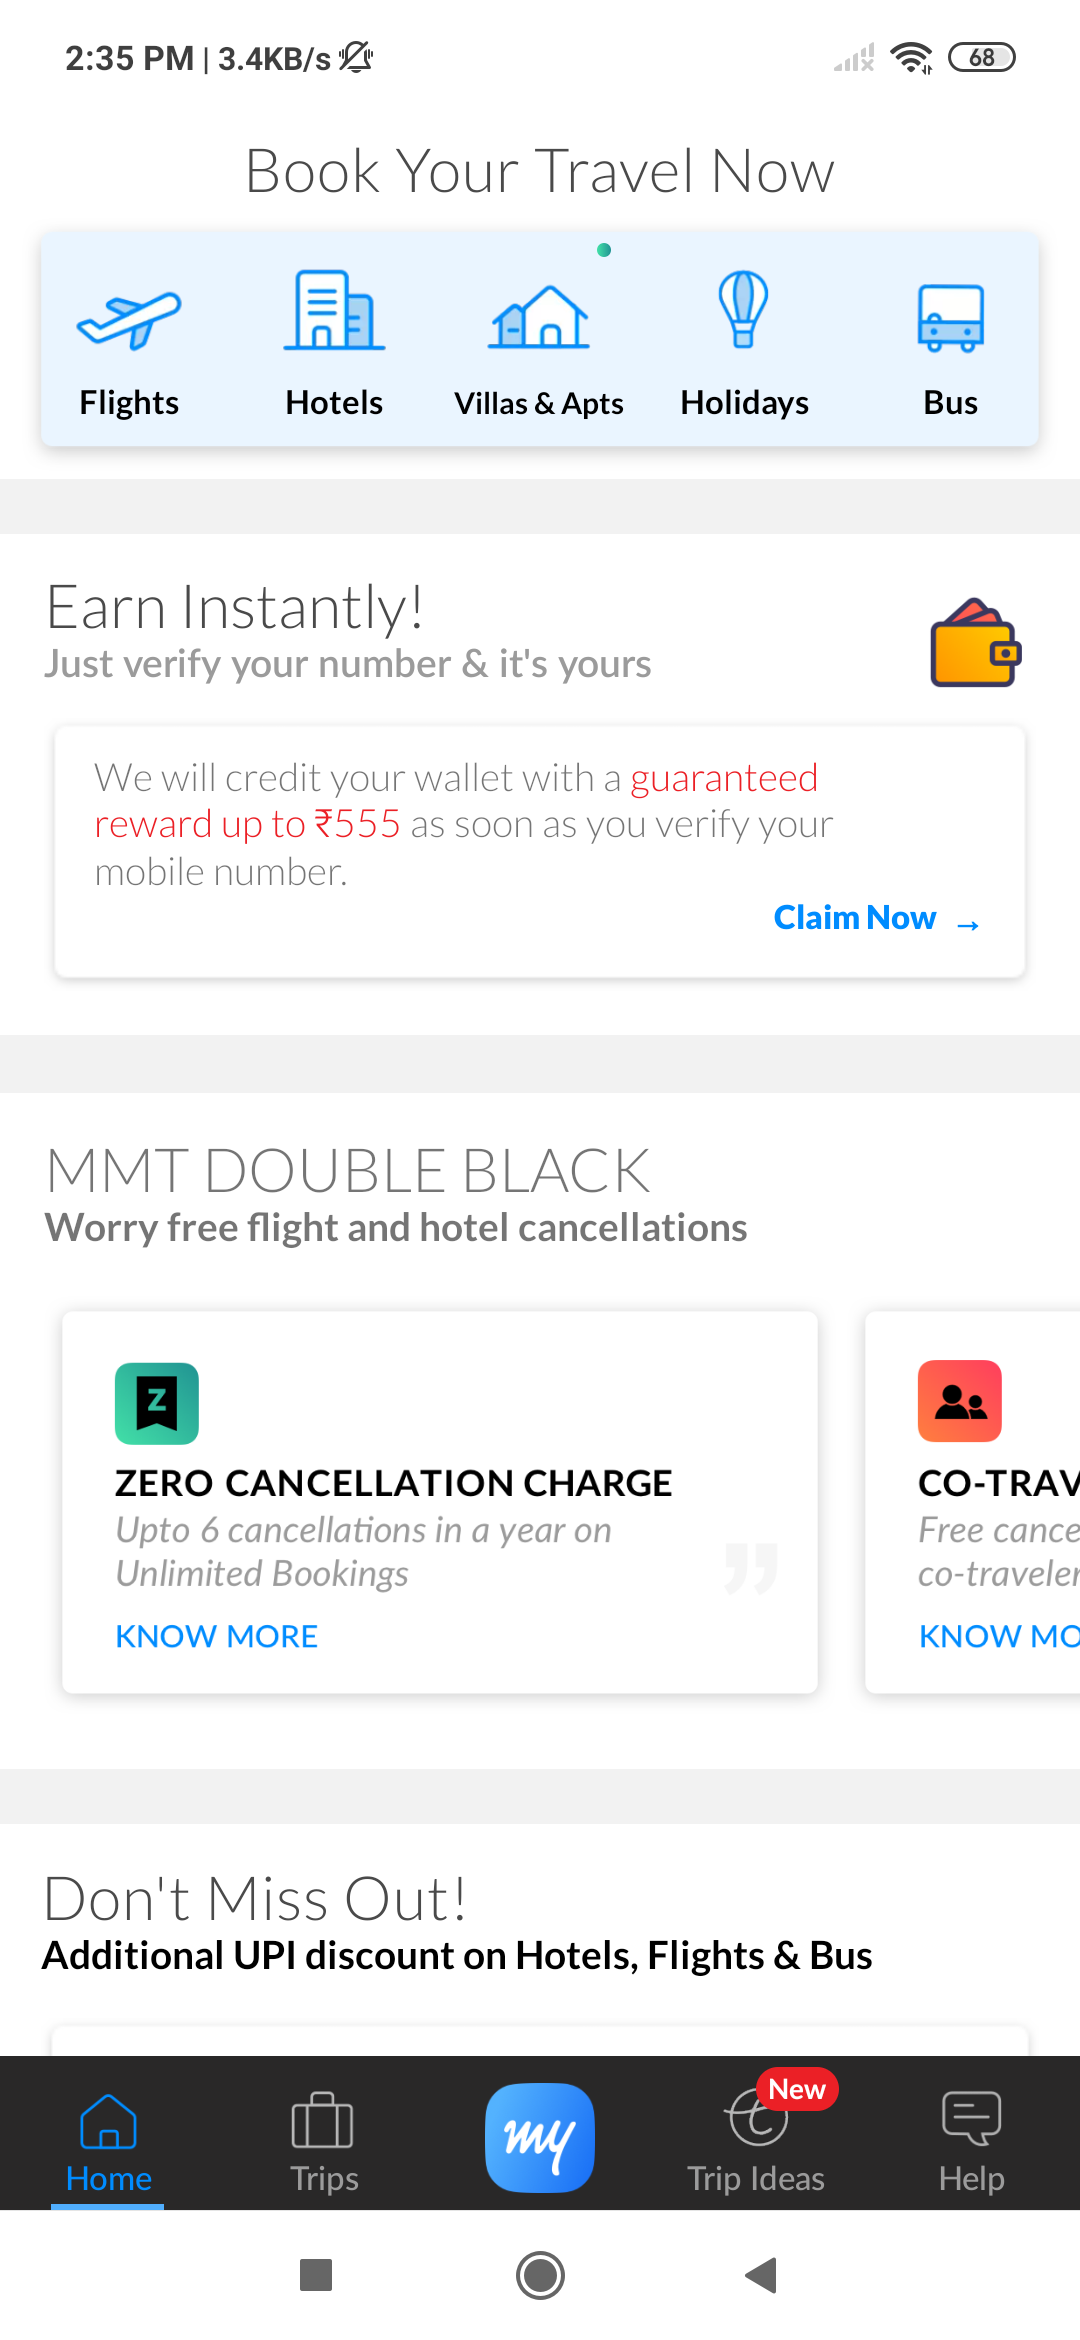 2:35 PM | 3.4KB/s
68
Book Your Travel Now
Flights
Hotels
Villas & Apts
Holidays
Bus
Earn Instantly!
Just verify your number & it's yours
We will credit your wallet with a guaranteed
reward up to ₹555 as soon as you verify your
mobile number.
Claim Now →
MMT DOUBLE BLACK
Worry free flight and hotel cancellations
Z
ZERO CANCELLATION CHARGE
Upto 6 cancellations in a year on
Unlimited Bookings
"
KNOW MORE
CO-TRAV
Free cance
co-traveler
KNOW MO
Don't Miss Out!
Additional UPI discount on Hotels, Flights & Bus
Home
Trips
my
New
t
Trip Ideas
Help